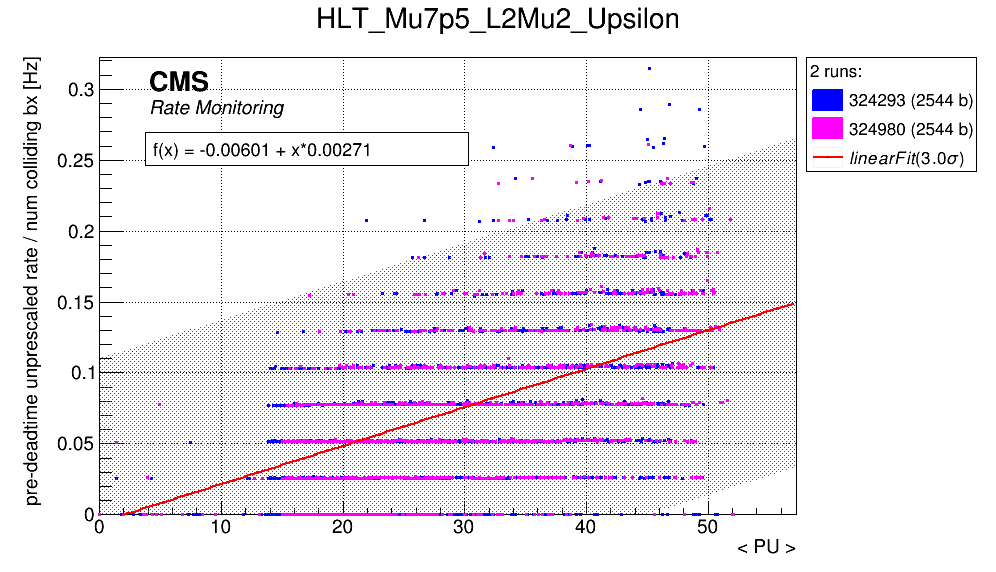 HLT_Mu7p5_L2Mu2_Upsilon
pre-deadtime unprescaled rate / num colliding bx [Hz]
CMS
Rate Monitoring
f(x) = -0.00601 + x*0.00271
0.3
0.25
0.2
0.15
0.1
0.05
0
0 10 20 30 40 50
< PU >
2 runs:
324293 (2544 b)
324980 (2544 b)
linearFit(3.0σ)